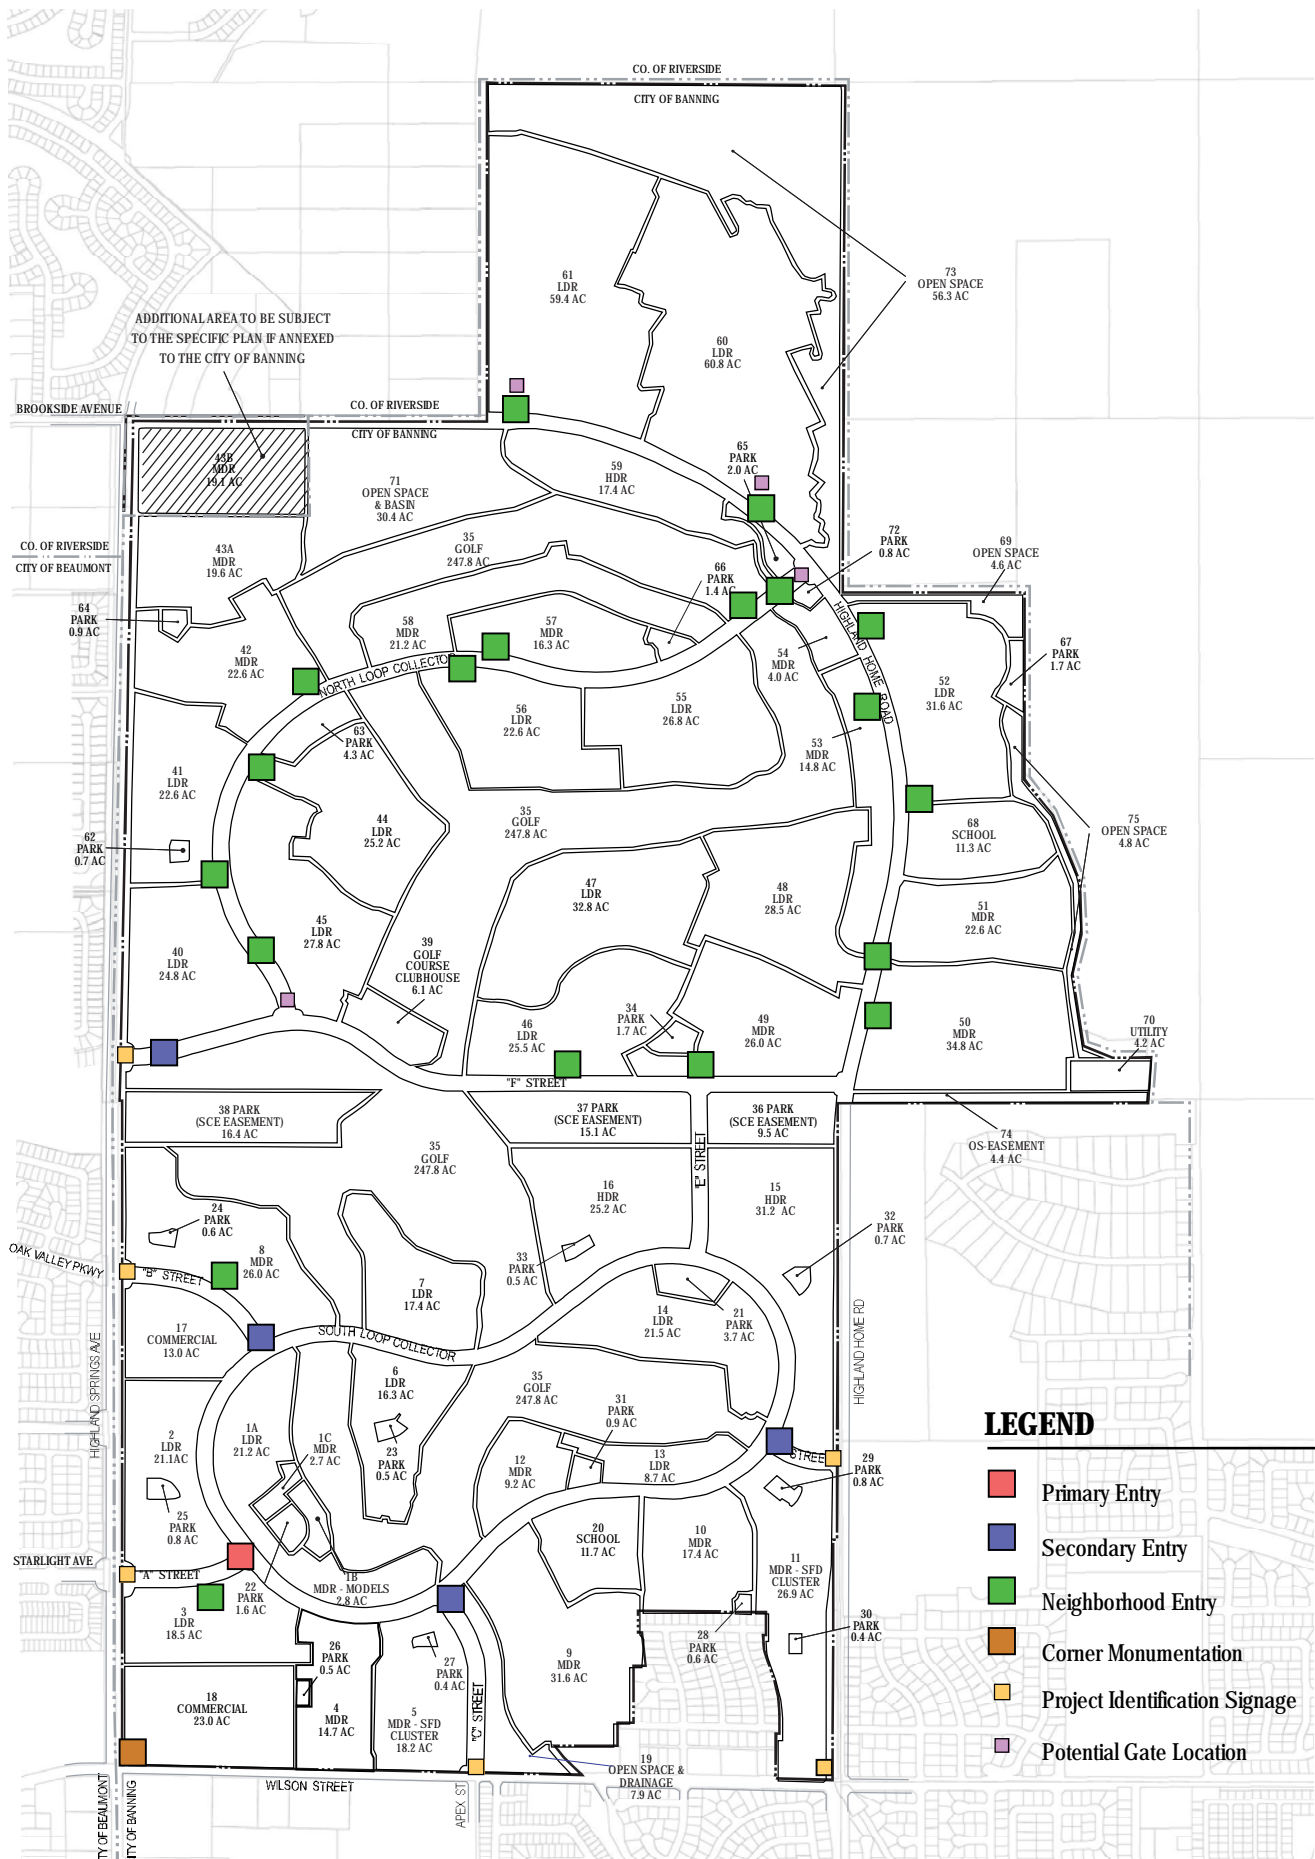 CO. OF RIVERSIDE
CITY OF BANNING
73
OPEN SPACE
56.3 AC
61
LDR
59.4 AC
60
LDR
60.8 AC
ADDITIONAL AREA TO BE SUBJECT
TO THE SPECIFIC PLAN IF ANNEXED
TO THE CITY OF BANNING
BROOKSIDE AVENUE
CO. OF RIVERSIDE
CITY OF BANNING
43B
MDR
19.1 AC
71
OPEN SPACE
& BASIN
30.4 AC
59
HDR
17.4 AC
65
PARK
2.0 AC
72
PARK
0.8 AC
69
OPEN SPACE
4.6 AC
CO. OF RIVERSIDE
CITY OF BEAUMONT
43A
MDR
19.6 AC
35
GOLF
247.8 AC
66
PARK
1.4 AC
64
PARK
0.9 AC
58
MDR
21.2 AC
57
MDR
16.3 AC
HIGHLAND HOME ROAD
67
PARK
1.7 AC
42
MDR
22.6 AC
54
MDR
4.0 AC
NORTH LOOP COLLECTOR
52
LDR
31.6 AC
56
LDR
22.6 AC
55
LDR
26.8 AC
63
PARK
4.3 AC
53
MDR
14.8 AC
41
LDR
22.6 AC
44
LDR
25.2 AC
35
GOLF
247.8 AC
68
SCHOOL
11.3 AC
75
OPEN SPACE
4.8 AC
62
PARK
0.7 AC
47
LDR
32.8 AC
48
LDR
28.5 AC
51
MDR
22.6 AC
45
LDR
27.8 AC
40
LDR
24.8 AC
39
GOLF
COURSE
CLUBHOUSE
6.1 AC
34
PARK
1.7 AC
46
LDR
25.5 AC
49
MDR
26.0 AC
50
MDR
34.8 AC
70
UTILITY
4.2 AC
"F" STREET
38 PARK
(SCE EASEMENT)
16.4 AC
37 PARK
(SCE EASEMENT)
15.1 AC
36 PARK
(SCE EASEMENT)
9.5 AC
74
OS-EASEMENT
4.4 AC
"E" STREET
35
GOLF
247.8 AC
16
HDR
25.2 AC
15
HDR
31.2 AC
24
PARK
0.6 AC
32
PARK
0.7 AC
OAK VALLEY PKWY
"B" STREET
8
MDR
26.0 AC
33
PARK
0.5 AC
7
LDR
17.4 AC
17
COMMERCIAL
13.0 AC
14
LDR
21.5 AC
21
PARK
3.7 AC
SOUTH LOOP COLLECTOR
HIGHLAND SPRINGS AVE
HIGHLAND HOME RD
6
LDR
16.3 AC
35
GOLF
247.8 AC
31
PARK
0.9 AC
2
LDR
21.1AC
1A
LDR
21.2 AC
1C
MDR
2.7 AC
23
PARK
0.5 AC
12
MDR
9.2 AC
13
LDR
8.7 AC
29
PARK
0.8 AC
25
PARK
0.8 AC
20
SCHOOL
11.7 AC
10
MDR
17.4 AC
11
MDR - SFD
CLUSTER
26.9 AC
STARLIGHT AVE
"A" STREET
22
PARK
1.6 AC
1B
MDR - MODELS
2.8 AC
3
LDR
18.5 AC
26
PARK
0.5 AC
27
PARK
0.4 AC
28
PARK
0.6 AC
30
PARK
0.4 AC
9
MDR
31.6 AC
18
COMMERCIAL
23.0 AC
4
MDR
14.7 AC
5
MDR - SFD
CLUSTER
18.2 AC
"C" STREET
19
OPEN SPACE &
DRAINAGE
7.9 AC
WILSON STREET
APEX ST
LEGEND
Primary Entry
Secondary Entry
Neighborhood Entry
Corner Monumentation
Project Identification Signage
Potential Gate Location
OF BEAUMONT
OF BANNING